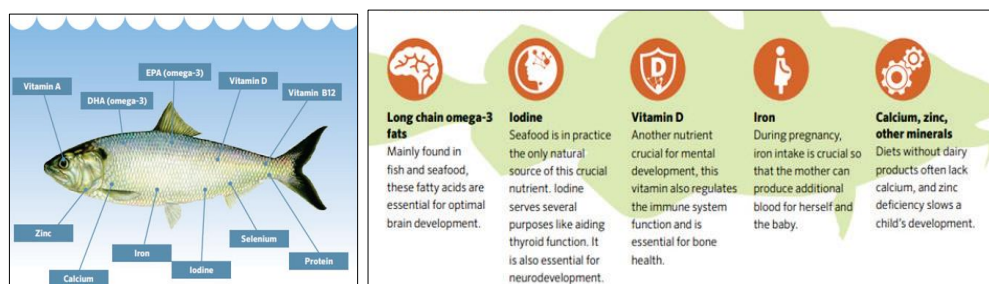 EPA (omega-3)
Vitamin A
Vitamin D
DHA (omega-3)
Vitamin B12
Zinc
Selenium
Iron
Protein
Calcium
Iodine
Long chain omega-3
fats
Mainly found in
fish and seafood,
these fatty acids are
essential for optimal
brain development.
Iodine
Seafood is in practice
the only natural
source of this crucial
nutrient. Iodine
serves several
purposes like aiding
thyroid function. It
is also essential for
neurodevelopment.
D
Vitamin D
Another nutrient
crucial for mental
development, this
vitamin also regulates
the immune system
function and is
essential for bone
health.
Iron
During pregnancy,
iron intake is crucial so
that the mother can
produce additional
blood for herself and
the baby.
Calcium, zinc,
other minerals
Diets without dairy
products often lack
calcium, and zinc
deficiency slows a
child's development.